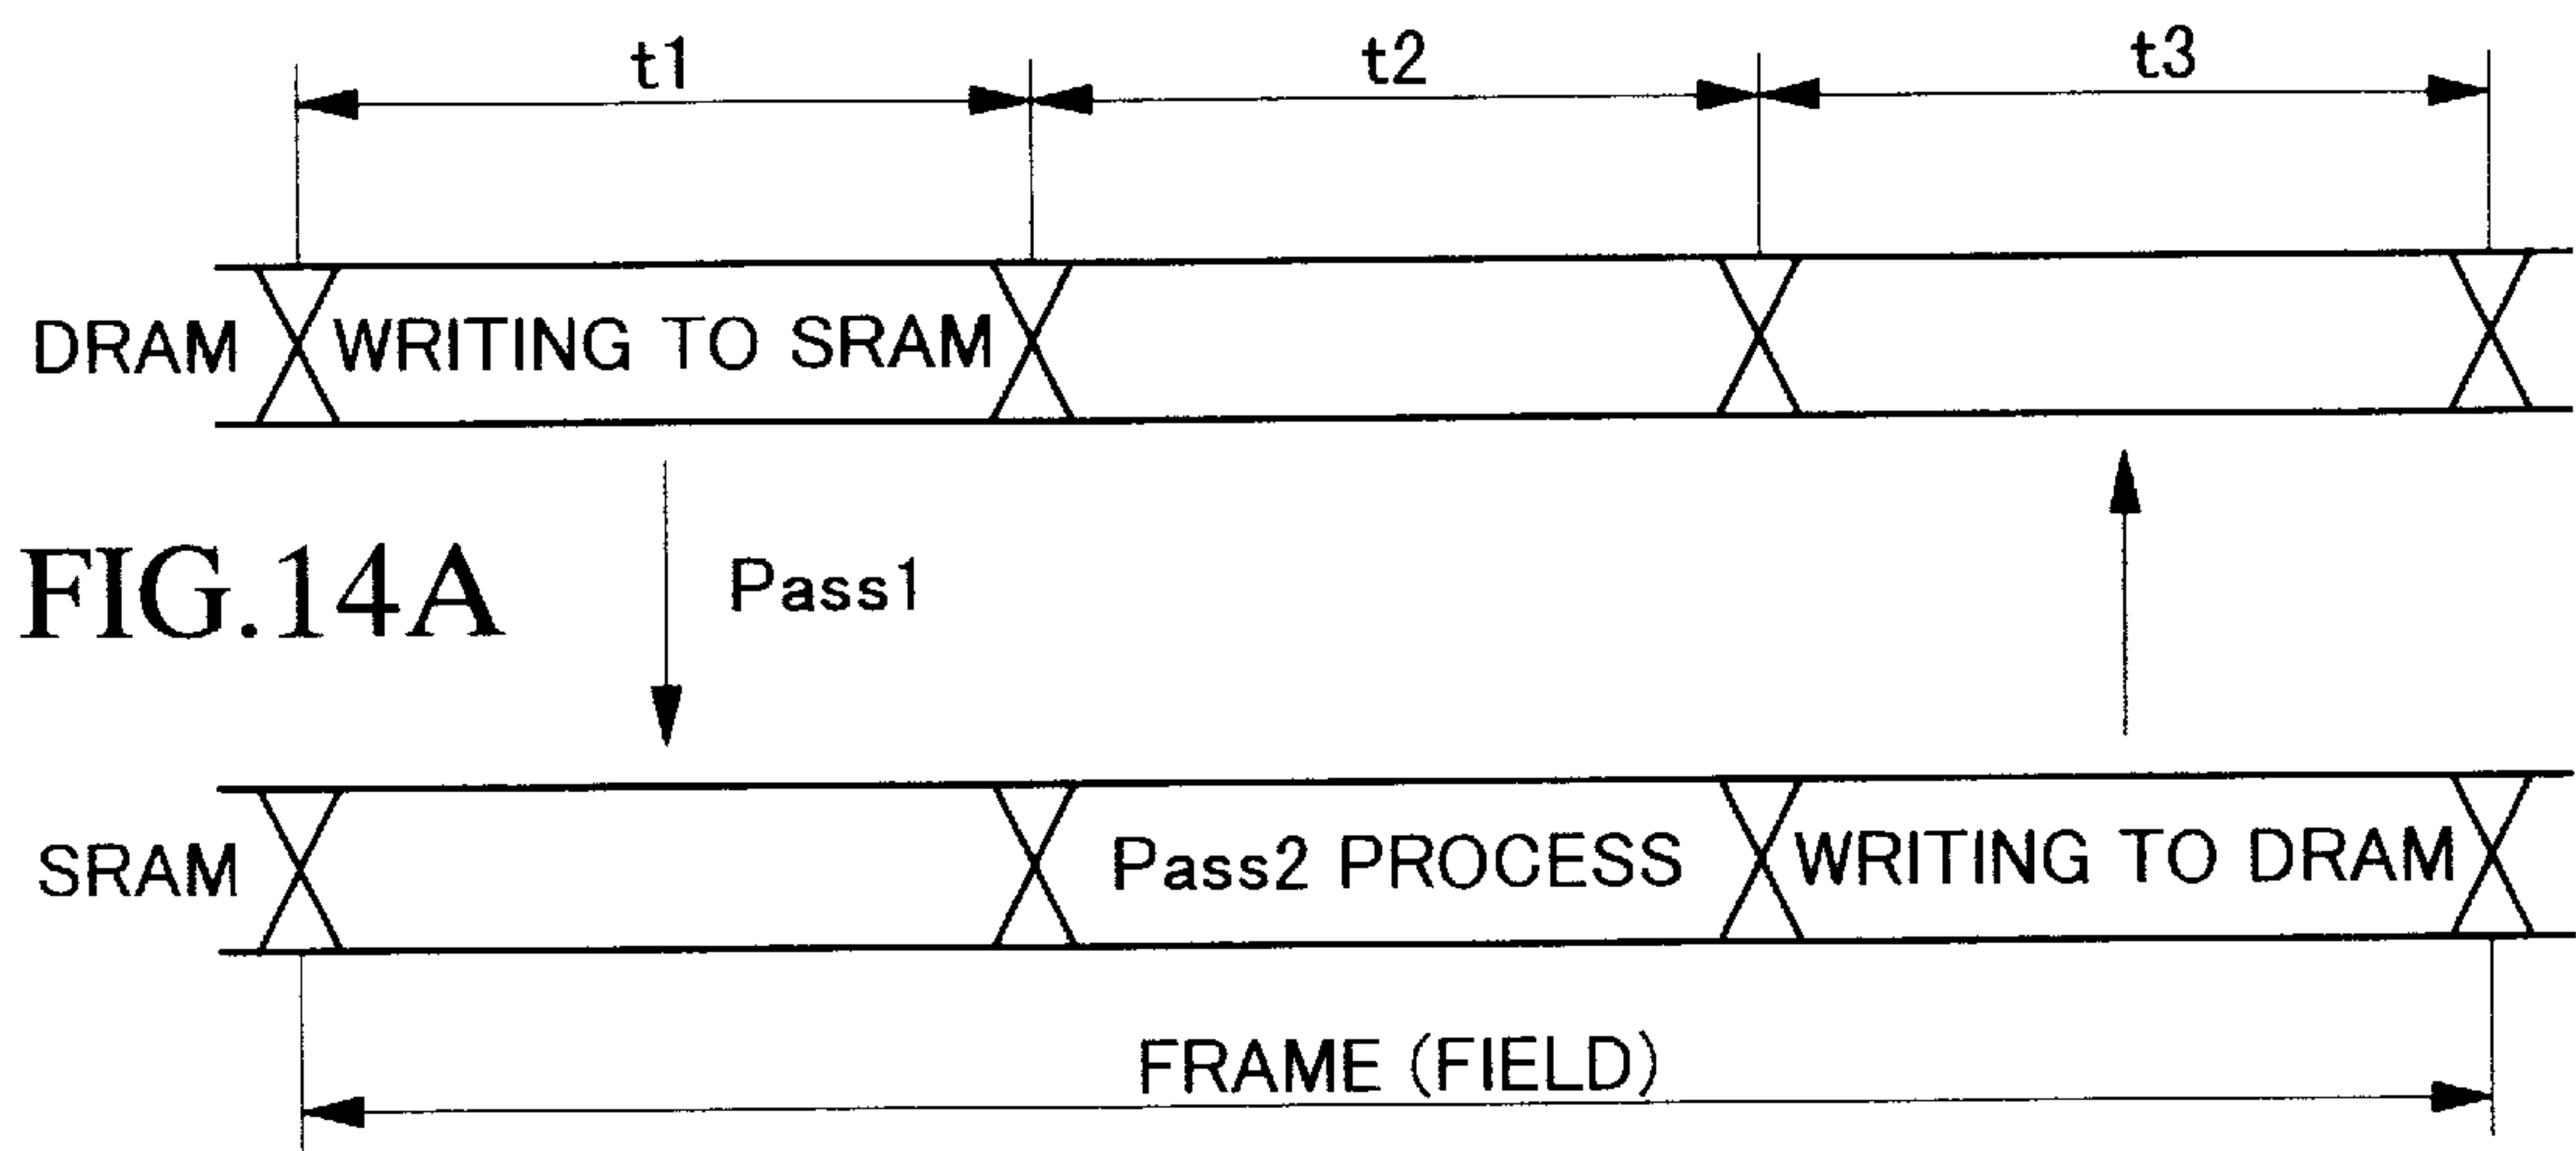 t1 t2 t3
DRAM WRITING TO SRAM
FIG.14A Pass1
SRAM Pass2 PROCESS WRITING TO DRAM
FRAME (FIELD)